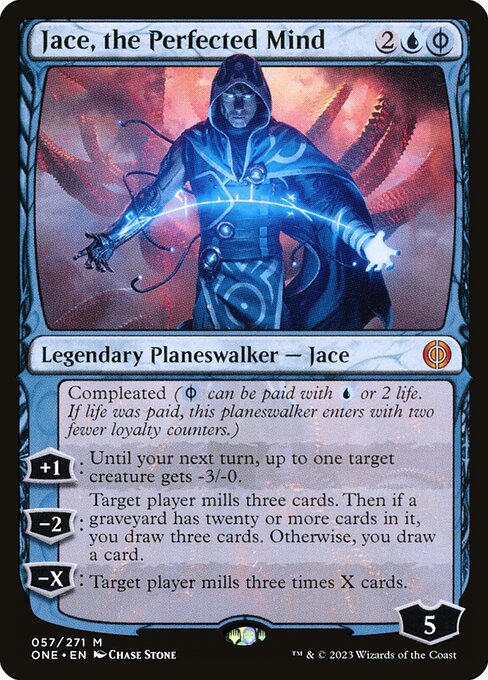 Jace, the Perfected Mind 2
Legendary Planeswalker — Jace
Compleated ( can be paid with or 2 life.
If life was paid, this planeswalker enters with two
fewer loyalty counters.)
+1 : Until your next turn, up to one target
creature gets -3/-0.
Target player mills three cards. Then if a
−2 : graveyard has twenty or more cards in it,
you draw three cards. Otherwise, you draw
a card.
−X : Target player mills three times X cards.
5
057/271 M
ONE • EN Chase Stone
™ & © 2023 Wizards of the Coast